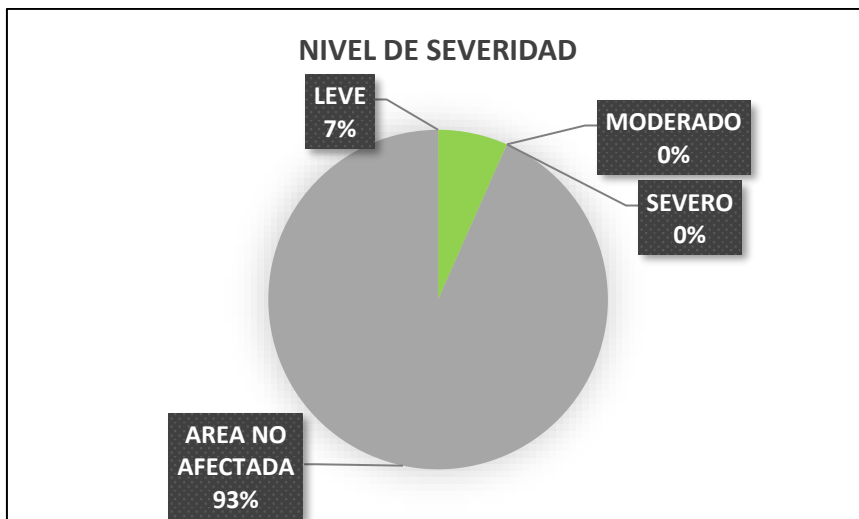 NIVEL DE SEVERIDAD
LEVE
7%
MODERADO
0%
SEVERO
0%
AREA NO
AFECTADA
93%